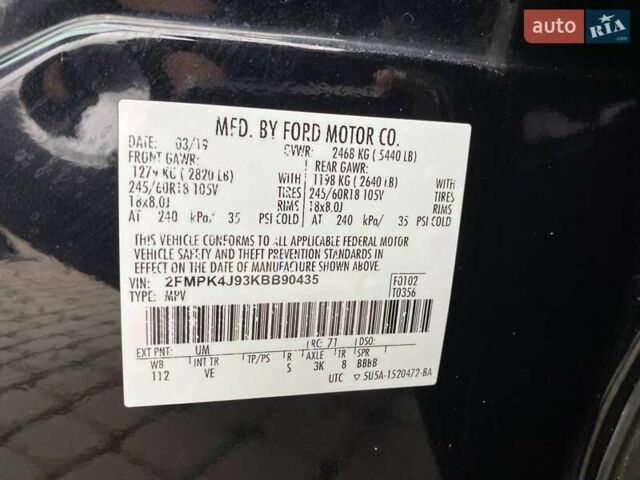 AUTO RIA.com
MFD. BY FORD MOTOR CO.
DATE: 03/19 GVWR: 2468 KG ( 5440 LB)
FRONT GAWR: REAR GAWR:
1279 KG ( 2820 LB) WITH 1198 KG ( 2640 LB) WITH
245/60R18 105V TIRES 245/60R18 105V TIRES
18x8.0J RIMS 18x8.0J RIMS
AT 240 kPa/ 35 PSI COLD AT 240 kPa/ 35 PSI COLD
THIS VEHICLE CONFORMS TO ALL APPLICABLE FEDERAL MOTOR
VEHICLE SAFETY AND THEFT PREVENTION STANDARDS IN
EFFECT ON THE DATE OF MANUFACTURE SHOWN ABOVE.
VIN: 2FMPK4J93KBB90435 F0102
TYPE: MPV T0356
EXT PNT: UM RC: 71 DSO:
WB INT TR TP/PS R AXLE TR SPR
112 VE S 3K 8 BBBB
UTC ▽ 5U5A-1520472-BA